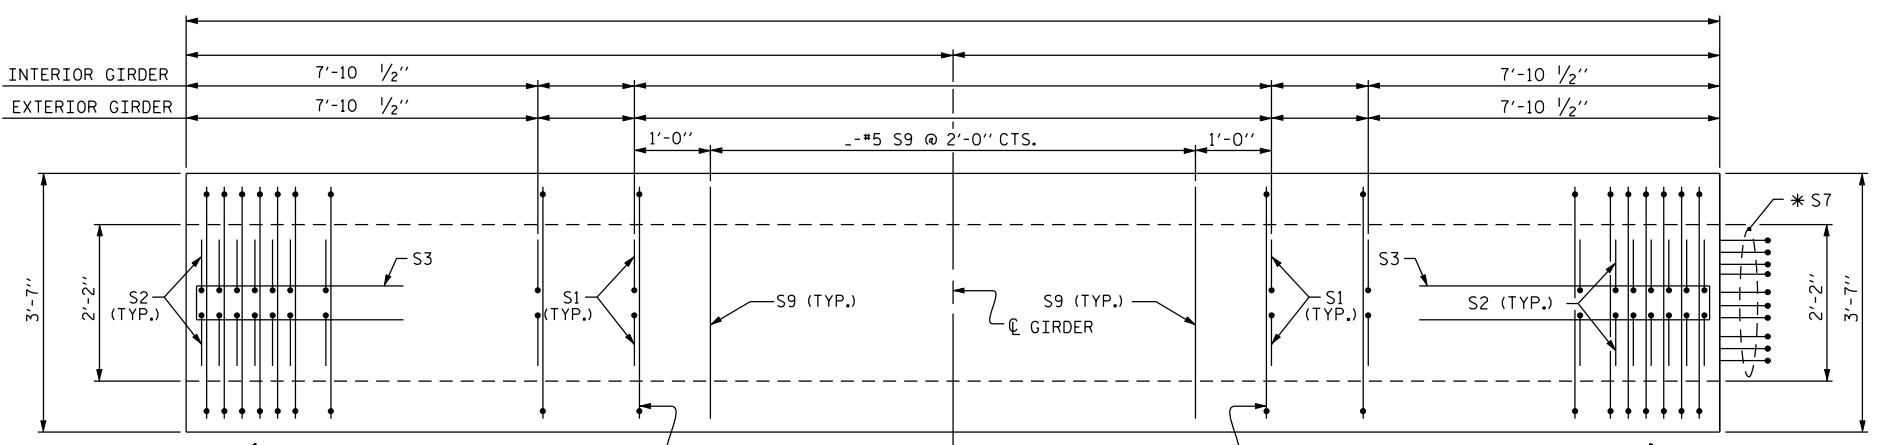 INTERIOR GIRDER 7'-10 1/2'' 7'-10 1/2''
EXTERIOR GIRDER 7'-10 1/2'' 7'-10 1/2''
1'-0'' _-#5 S9 @ 2'-0'' CTS. 1'-0''
✳ S7
S3 S3
3'-7'' 2'-2'' 2'-2'' 3'-7''
S2 S1 S9 (TYP.) S9 (TYP.) S1 S2 (TYP.)
(TYP.) (TYP.) (TYP.)
℄ GIRDER